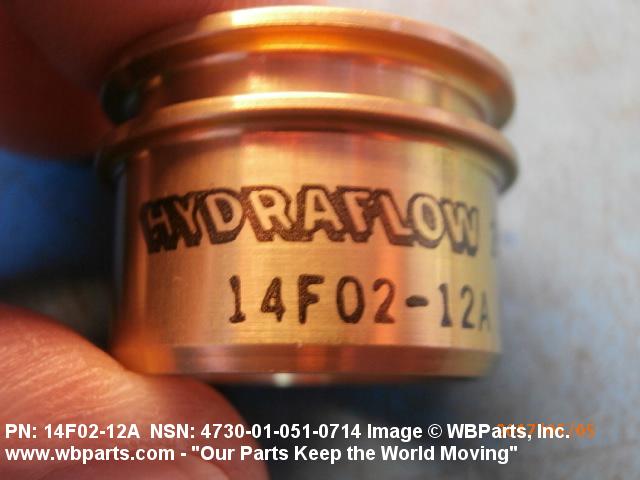 HYDRAFLOW
14F02-12A
PN: 14F02-12A NSN: 4730-01-051-0714 Image © WBParts, Inc.
www.wbparts.com - "Our Parts Keep the World Moving"